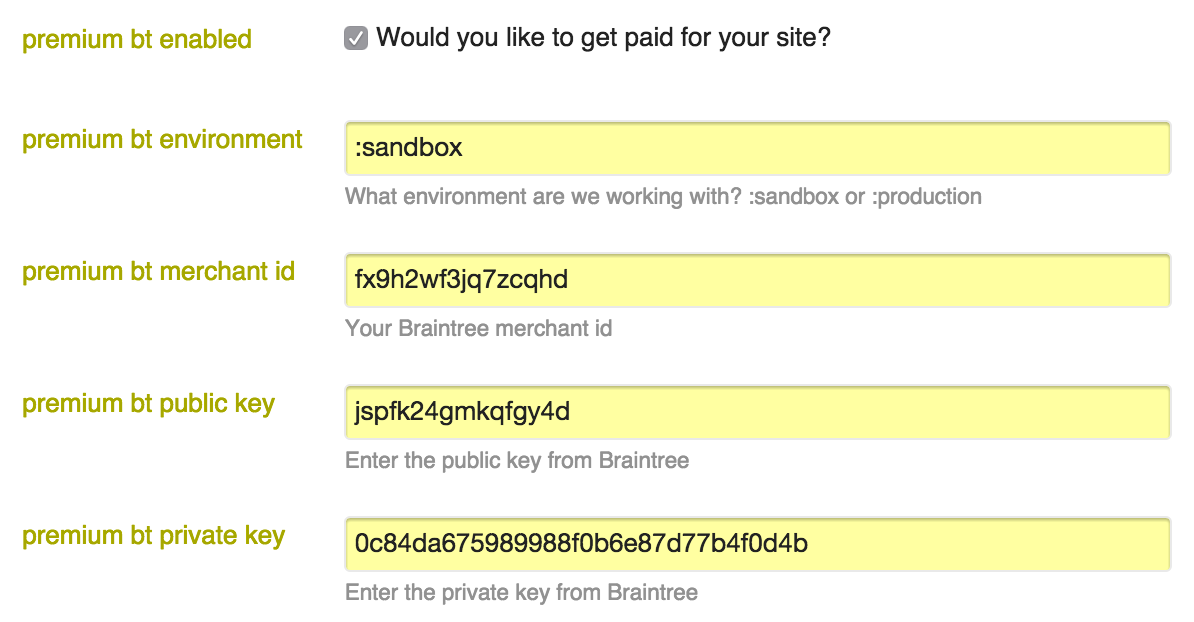 premium bt enabled
Would you like to get paid for your site?
premium bt environment
:sandbox
What environment are we working with? :sandbox or :production
premium bt merchant id
fx9h2wf3jq7zcqhd
Your Braintree merchant id
premium bt public key
jspfk24gmkqfgy4d
Enter the public key from Braintree
premium bt private key
0c84da675989988f0b6e87d77b4f0d4b
Enter the private key from Braintree